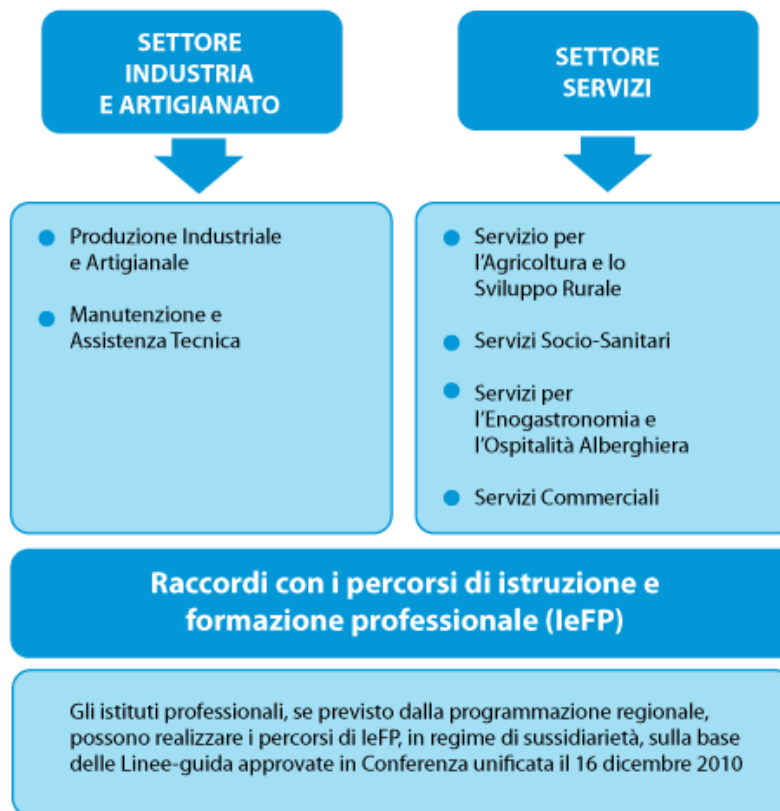 SETTORE
INDUSTRIA
E ARTIGIANATO
Produzione Industriale
e Artigianale
Manutenzione e
Assistenza Tecnica
SETTORE
SERVIZI
Servizio per
l'Agricoltura e lo
Sviluppo Rurale
Servizi Socio-Sanitari
Servizi per
l'Enogastronomia e
l'Ospitalità Alberghiera
Servizi Commerciali
Raccordi con i percorsi di istruzione e
formazione professionale (IeFP)
Gli istituti professionali, se previsto dalla programmazione regionale,
possono realizzare i percorsi di IeFP, in regime di sussidiarietà, sulla base
delle Linee-guida approvate in Conferenza unificata il 16 dicembre 2010